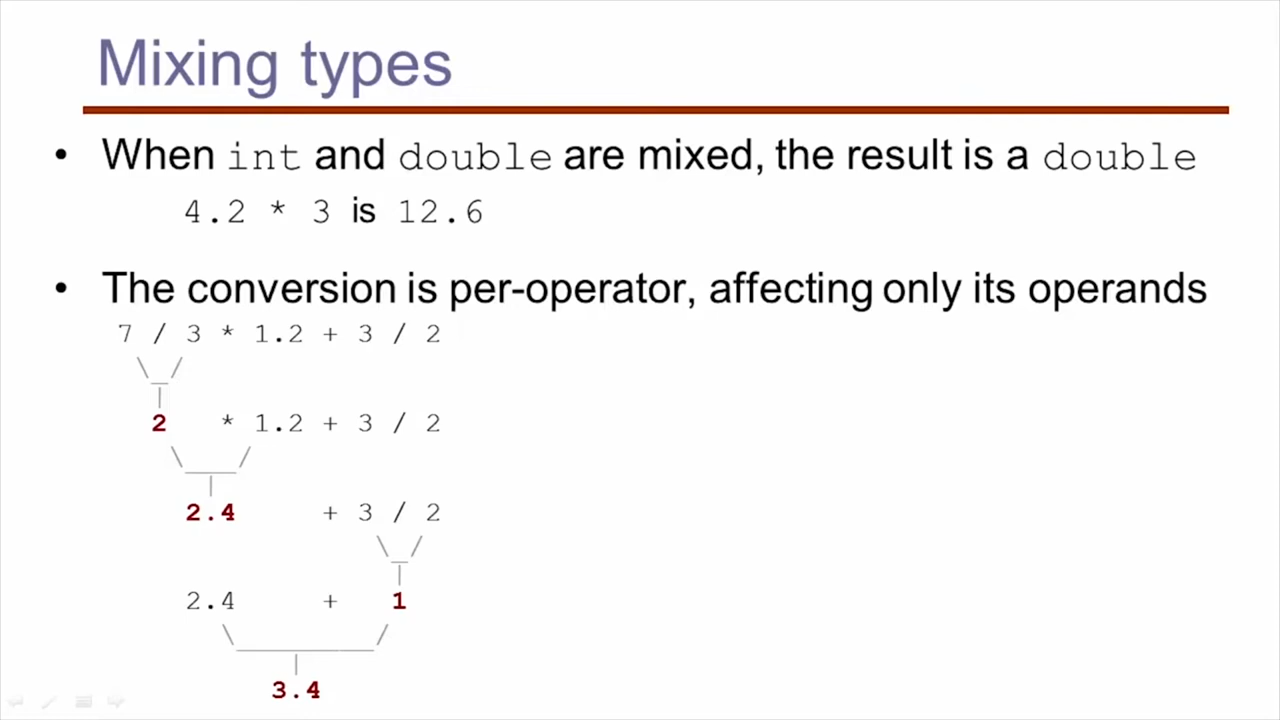 Mixing types
• When int and double are mixed, the result is a double
4.2 * 3 is 12.6
• The conversion is per-operator, affecting only its operands
7 / 3 * 1.2 + 3 / 2
\_/
|
2 * 1.2 + 3 / 2
\___/
|
2.4 + 3 / 2
\_/
|
2.4 + 1
\________/
|
3.4